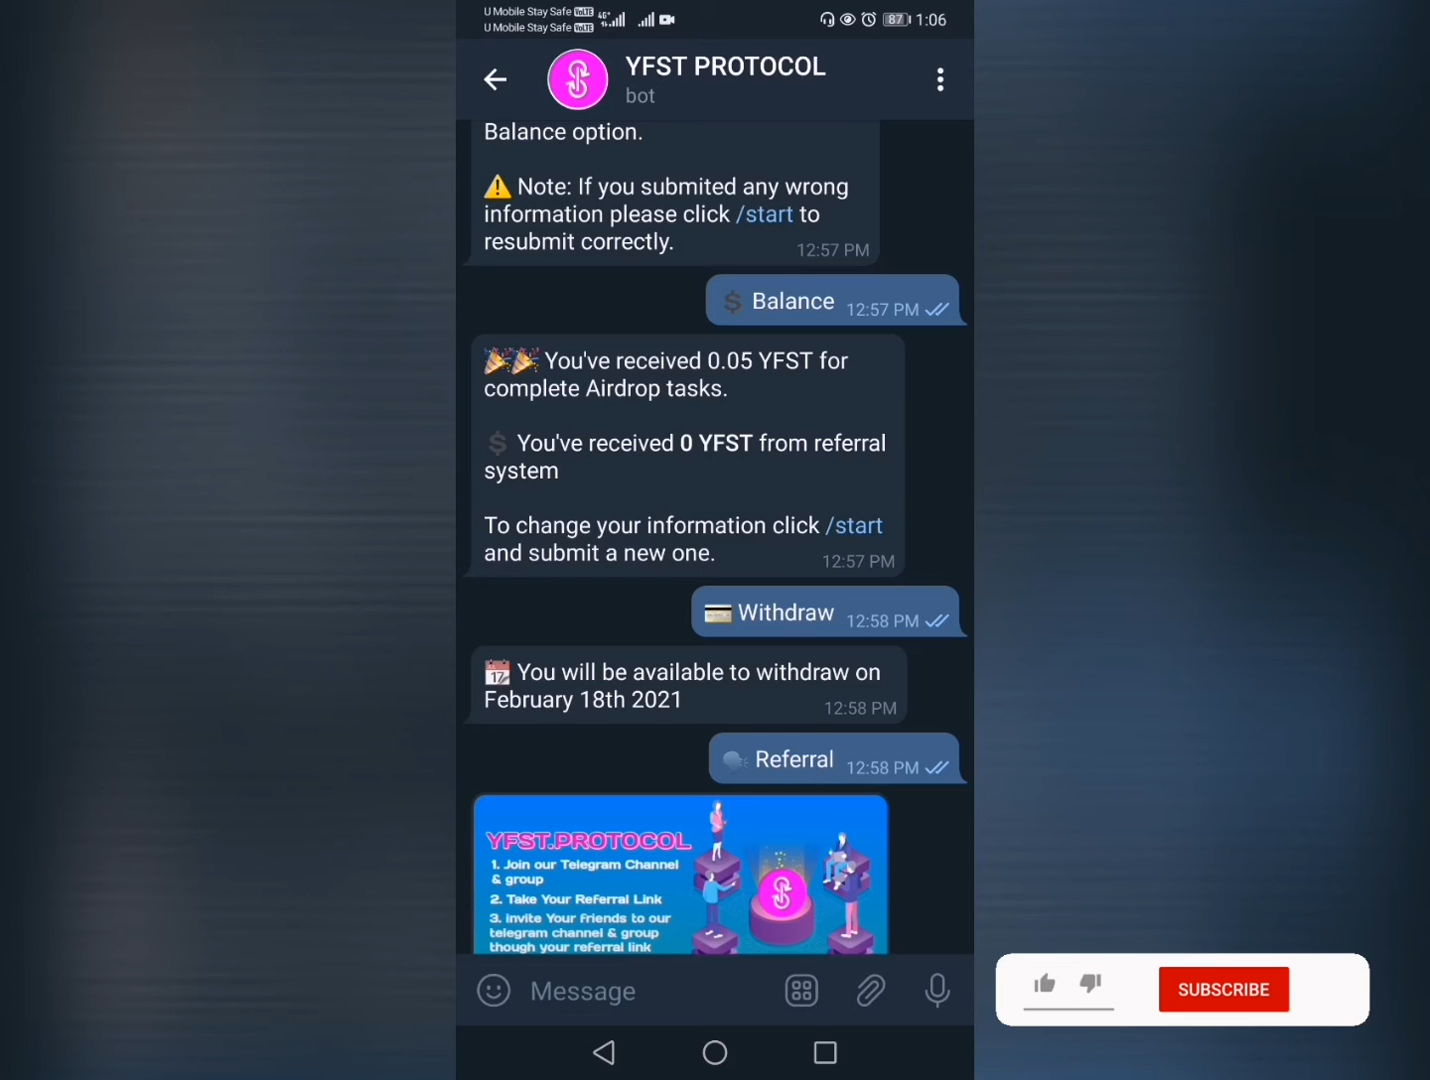 U Mobile Stay Safe VoLTE 4G+
U Mobile Stay Safe VoLTE
87 1:06
YFST PROTOCOL
bot
Balance option.
⚠️ Note: If you submited any wrong
information please click /start to
resubmit correctly.
12:57 PM
💲 Balance 12:57 PM
🎉🎉 You've received 0.05 YFST for
complete Airdrop tasks.
💲 You've received 0 YFST from referral
system
To change your information click /start
and submit a new one.
12:57 PM
💳 Withdraw 12:58 PM
📆 You will be available to withdraw on
February 18th 2021
12:58 PM
🗣 Referral 12:58 PM
YFST.PROTOCOL
1. Join our Telegram Channel
& group
2. Take Your Referral Link
3. invite Your friends to our
telegram channel & group
though your referral link
Message
SUBSCRIBE